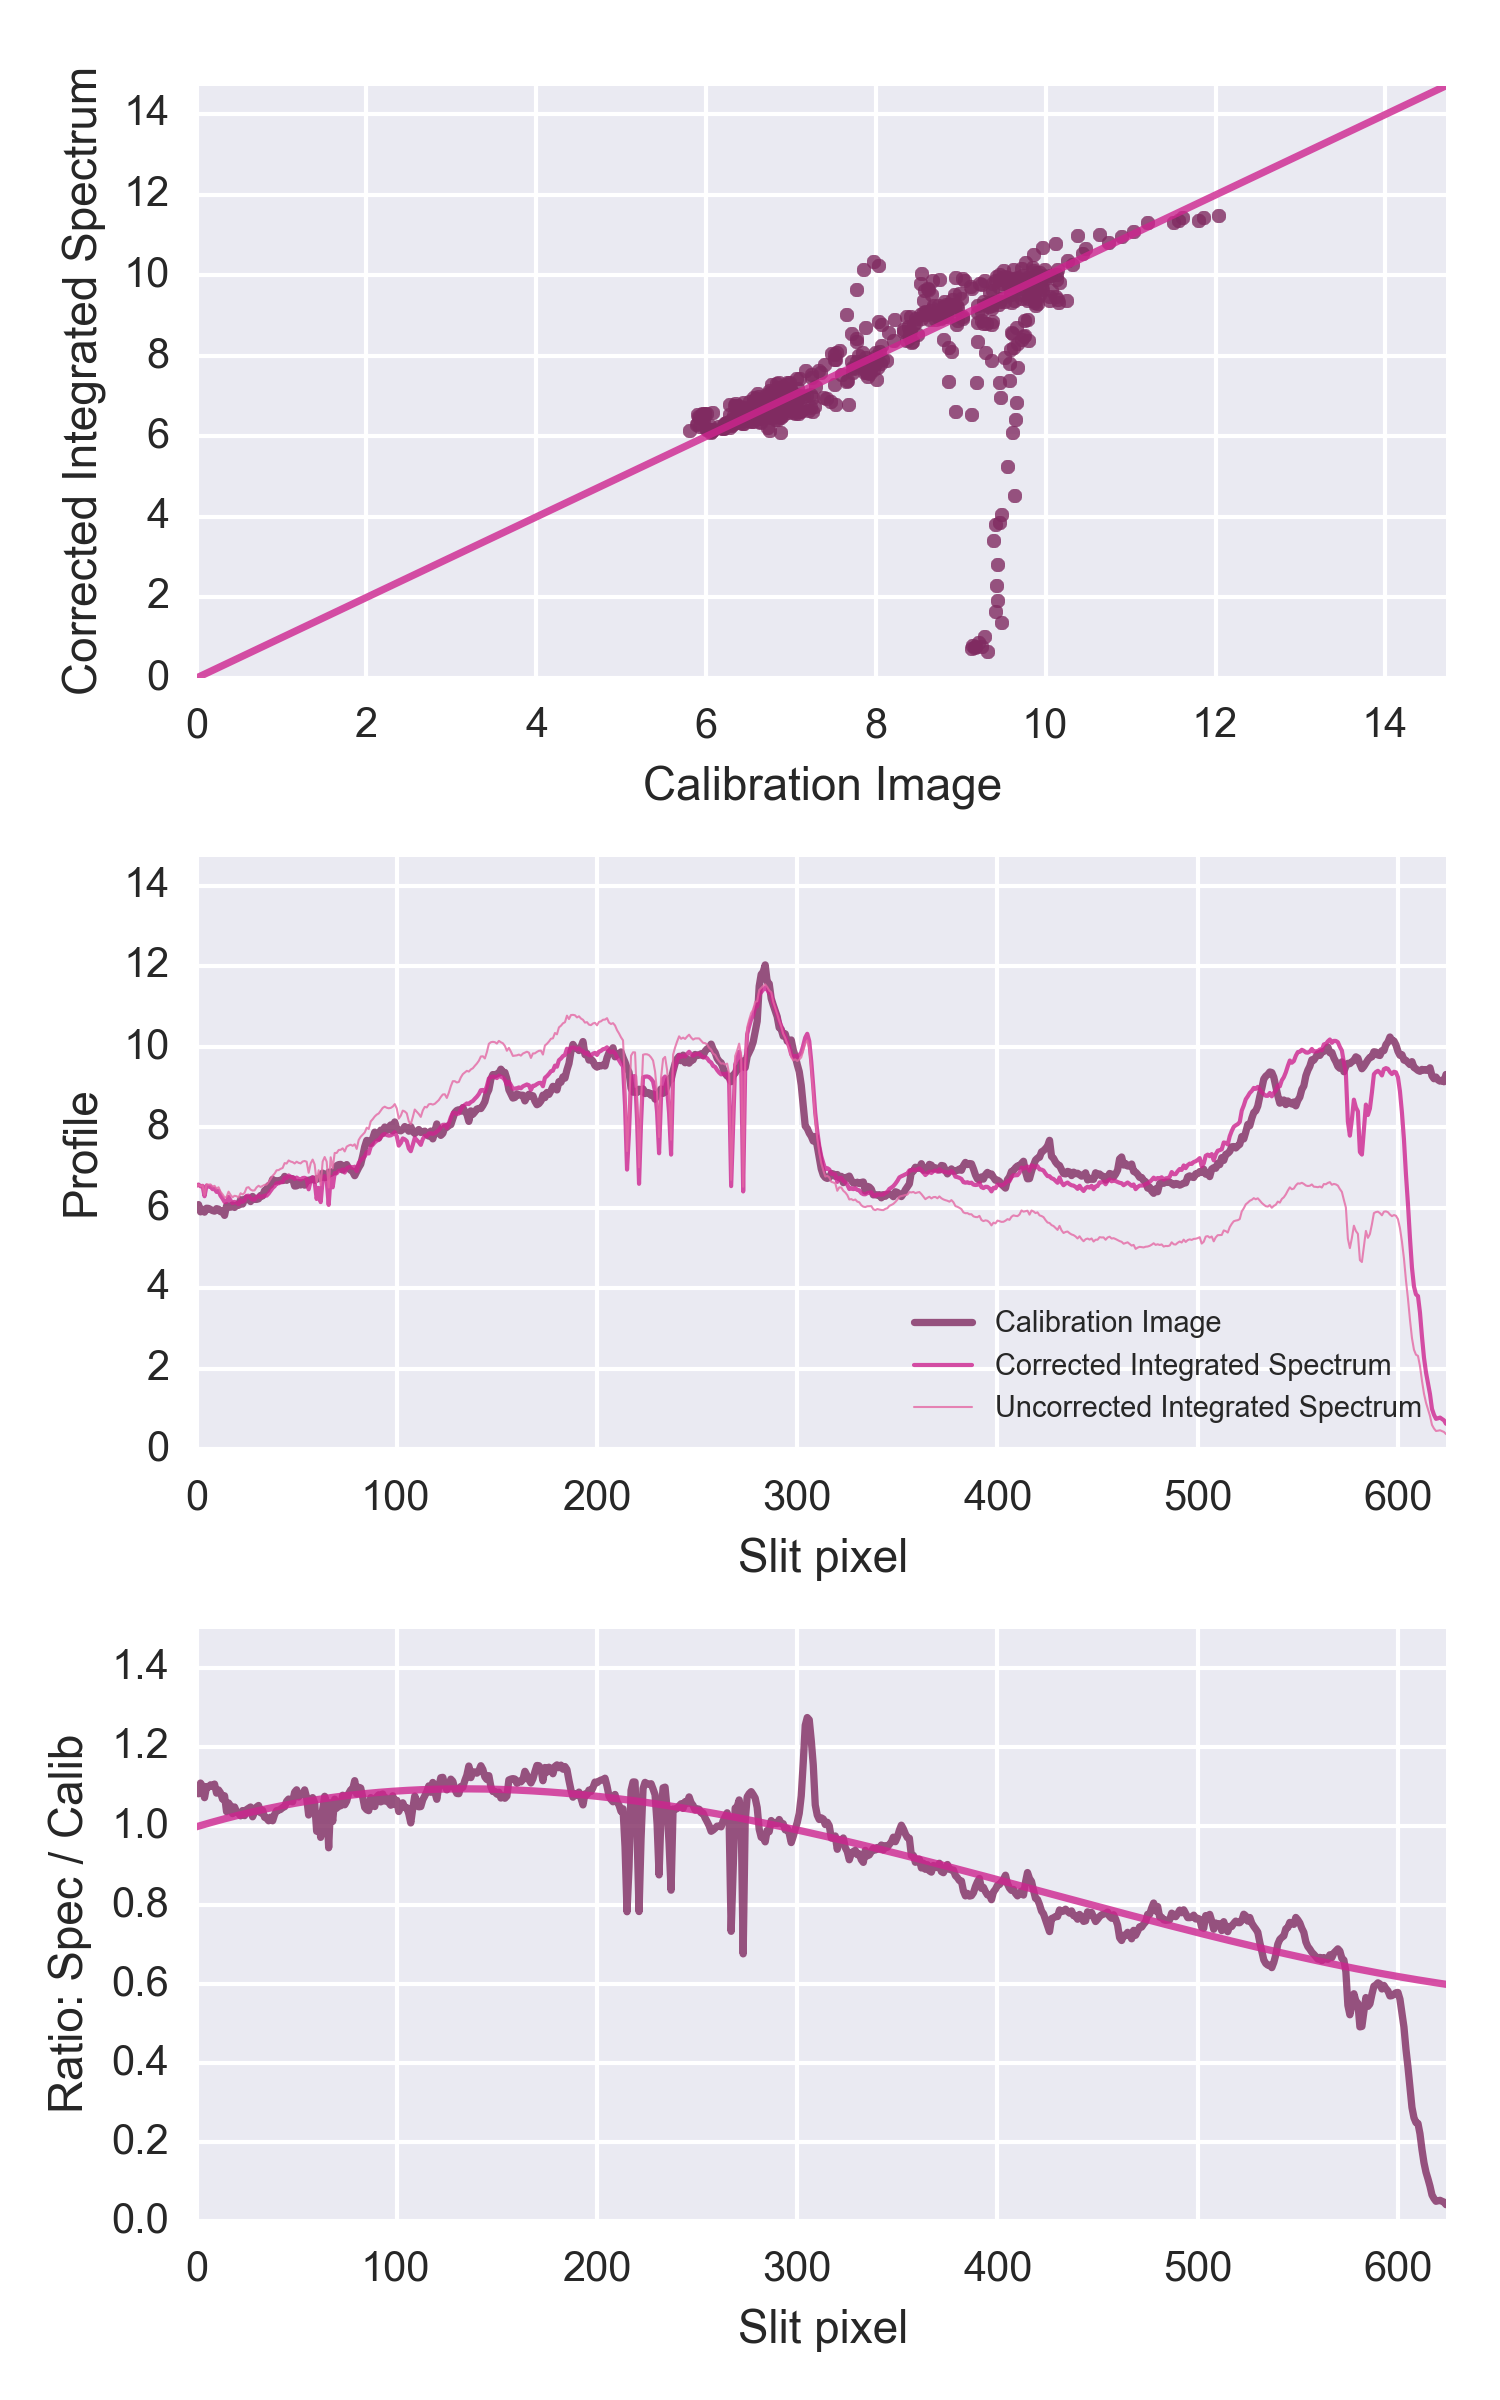 Corrected Integrated Spectrum
14
12
10
8
6
4
2
0
0 2 4 6 8 10 12 14
Calibration Image
Profile
14
12
10
8
6
4
2
0
Calibration Image
Corrected Integrated Spectrum
Uncorrected Integrated Spectrum
0 100 200 300 400 500 600
Slit pixel
Ratio: Spec / Calib
1.4
1.2
1.0
0.8
0.6
0.4
0.2
0.0
0 100 200 300 400 500 600
Slit pixel